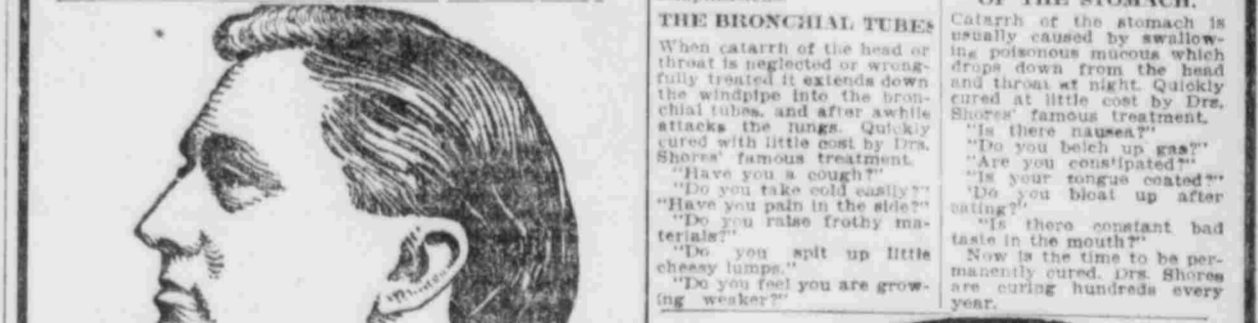 THE BRONCHIAL TUBES
When catarrh of the head or
throat is neglected or wrong-
fully treated it extends down
the windpipe into the bron-
chial tubes, and after awhile
attacks the lungs. Quickly
cured with little cost by Drs.
Shores' famous treatment.
"Have you a cough?"
"Do you take cold easily?"
"Have you pain in the side?"
"Do you raise frothy ma-
terials?"
"Do you spit up little
cheesy lumps."
"Do you feel you are grow-
ing weaker?"
OF THE STOMACH.
Catarrh of the stomach is
usually caused by swallow-
ing poisonous mucous which
drops down from the head
and throat at night. Quickly
cured at little cost by Drs.
Shores' famous treatment.
"Is there nausea?"
"Do you belch up gas?"
"Are you constipated?"
"Is your tongue coated?"
'Do you bloat up after
eating?"
"Is there constant bad
taste in the mouth?"
Now is the time to be per-
manently cured. Drs. Shores
are curing hundreds every
year.